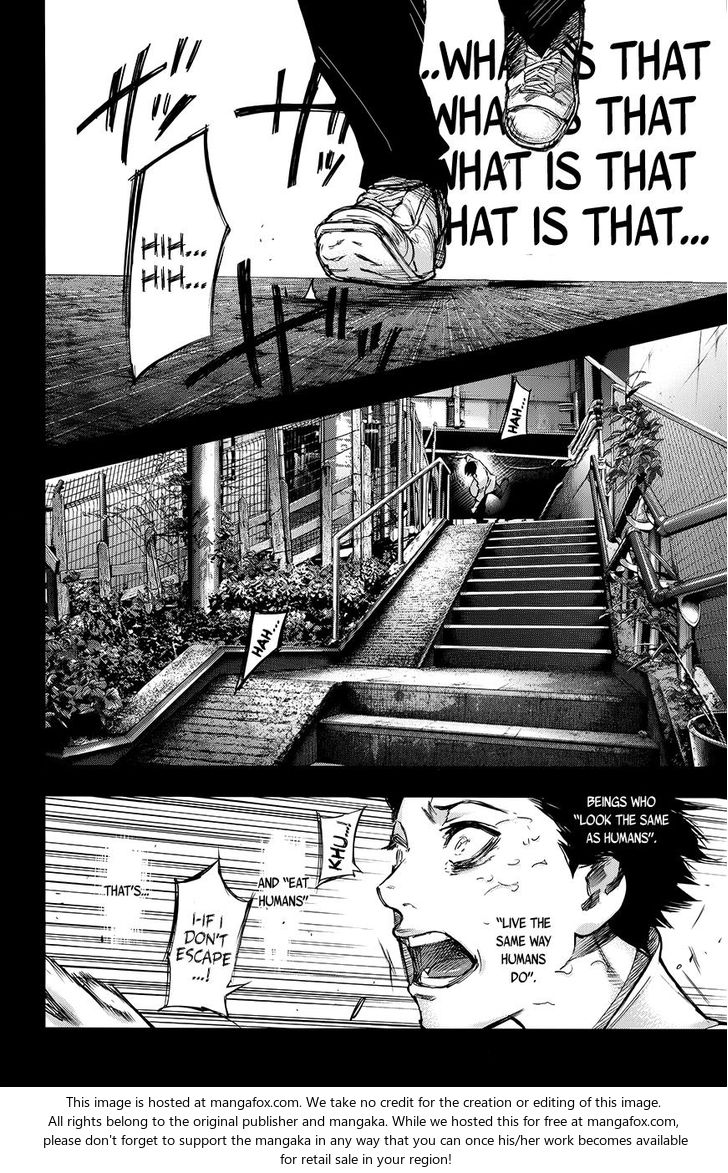 ..WHAT IS THAT
WHAT IS THAT
WHAT IS THAT
HAT IS THAT...
HIH...
HIH...
HAH...
HAH...
BEINGS WHO
"LOOK THE SAME
AS HUMANS".
"LIVE THE
SAME WAY
HUMANS
DO".
KHU...!
AND "EAT
HUMANS"
I-IF I
DON'T
ESCAPE
...!
THAT'S...
This image is hosted at mangafox.com. We take no credit for the creation or editing of this image.
All rights belong to the original publisher and mangaka. While we hosted this for free at mangafox.com,
please don't forget to support the mangaka in any way that you can once his/her work becomes available
for retail sale in your region!